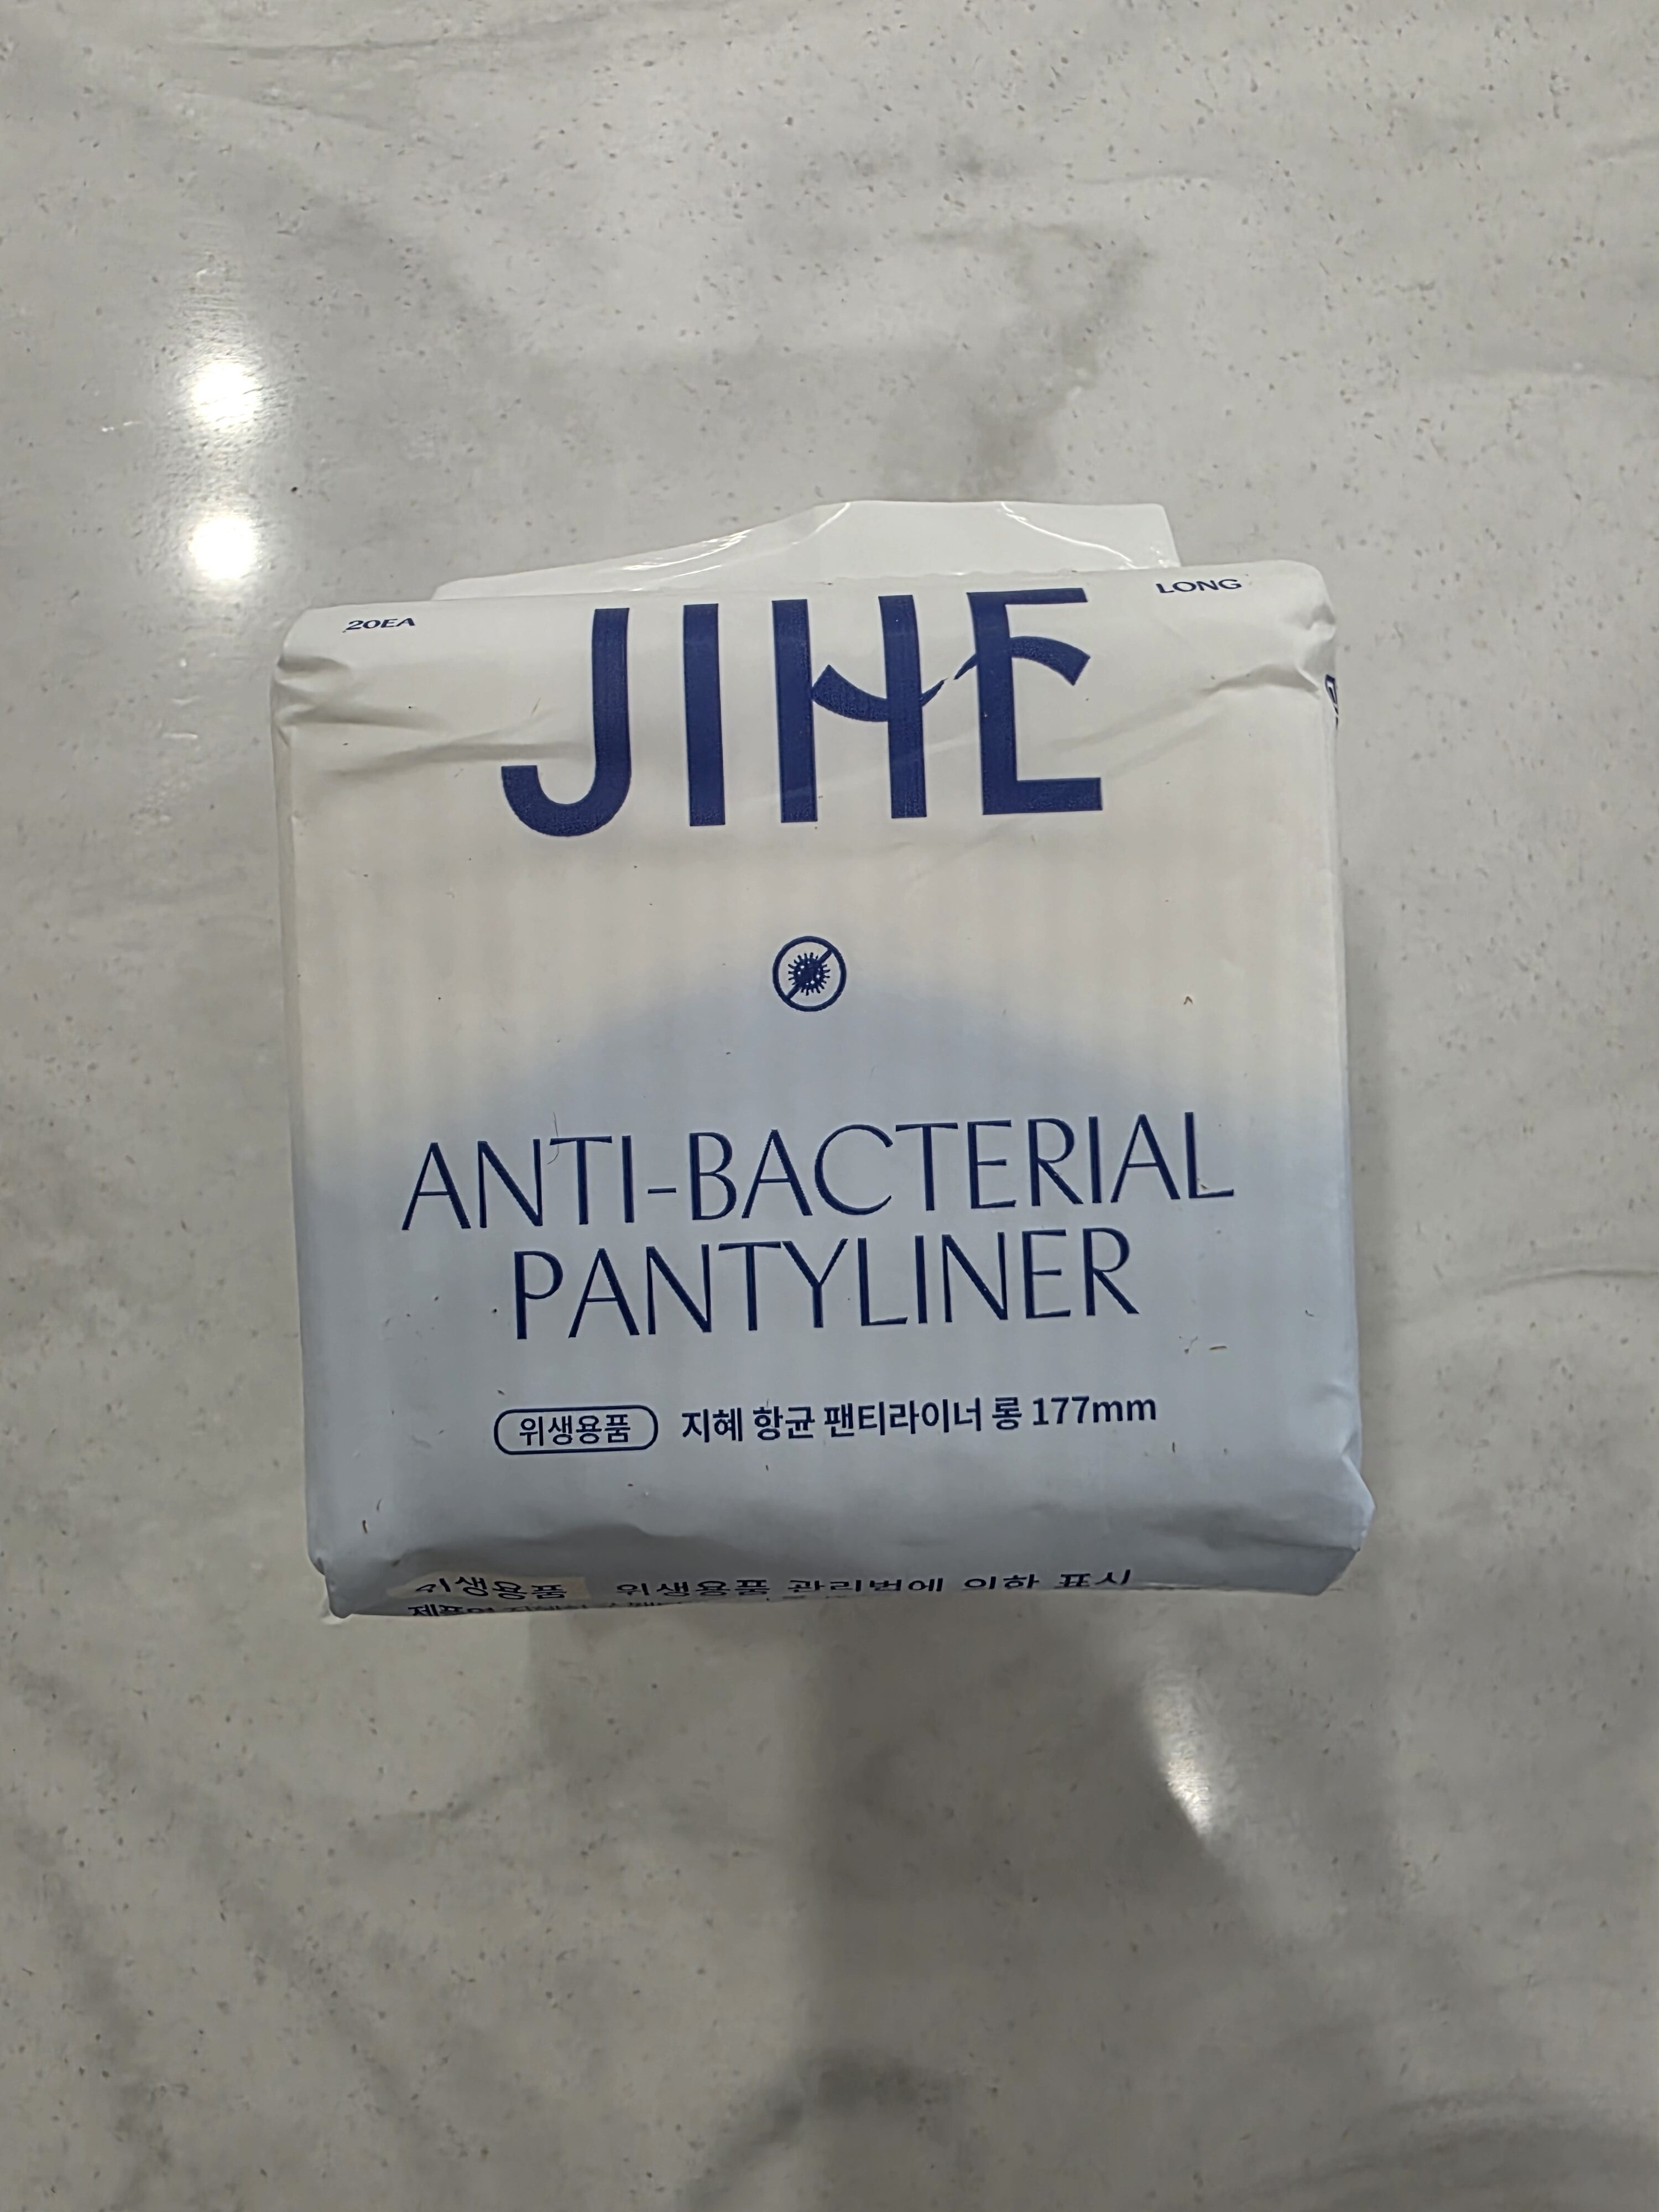 20EA
LONG
JIHE
ANTI-BACTERIAL
PANTYLINER
위생용품 지혜 항균 팬티라이너 롱 177mm
위생용품 위생용품 관리법에 의한 표시